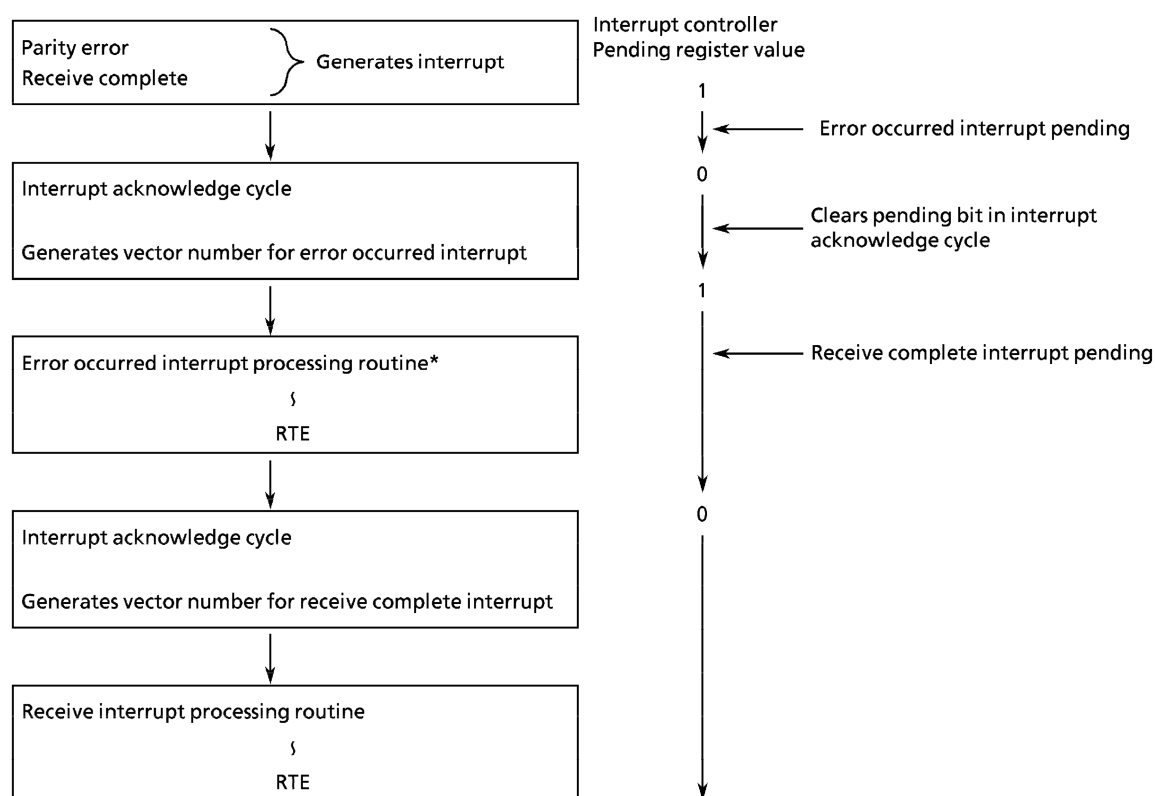 Parity error
Receive complete
Generates interrupt
Interrupt controller
Pending register value
1
Error occurred interrupt pending
0
Interrupt acknowledge cycle
Generates vector number for error occurred interrupt
Clears pending bit in interrupt
acknowledge cycle
1
Error occurred interrupt processing routine*
RTE
Receive complete interrupt pending
0
Interrupt acknowledge cycle
Generates vector number for receive complete interrupt
Receive interrupt processing routine
RTE